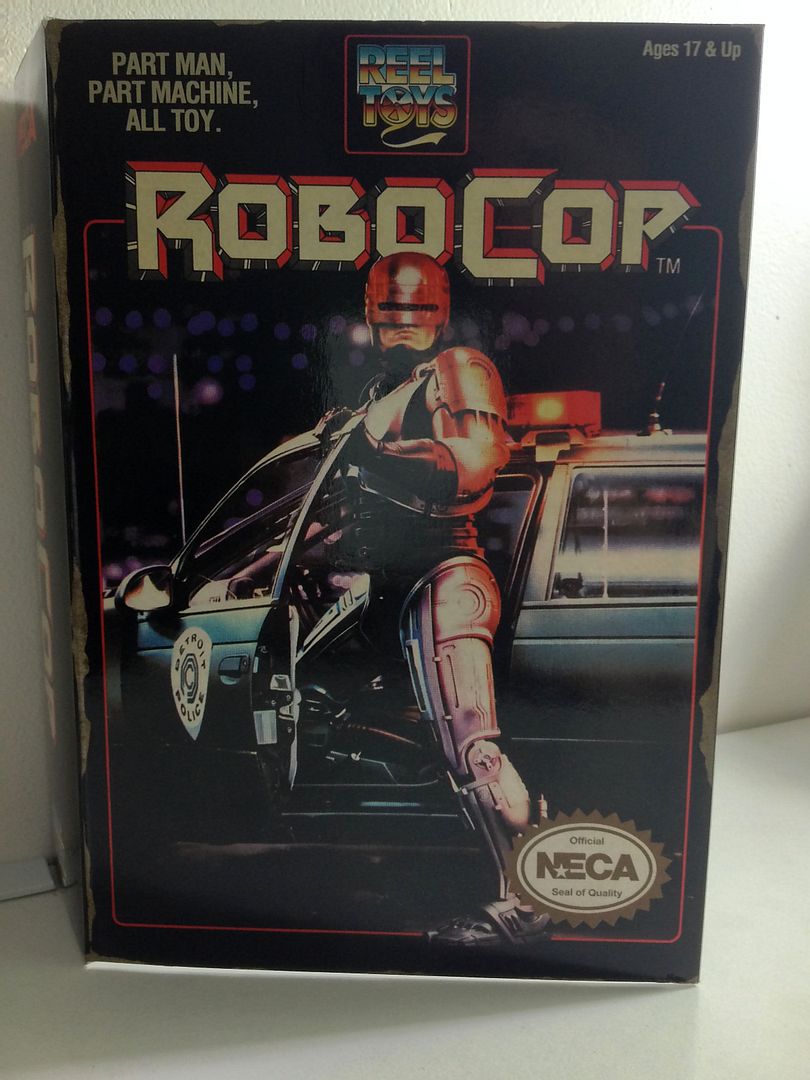 PART MAN,
PART MACHINE,
ALL TOY.
REEL
TOYS
Ages 17 & Up
ROBOCOP
TM
DETROIT
POLICE
Official
NECA
Seal of Quality
ROBOCOP